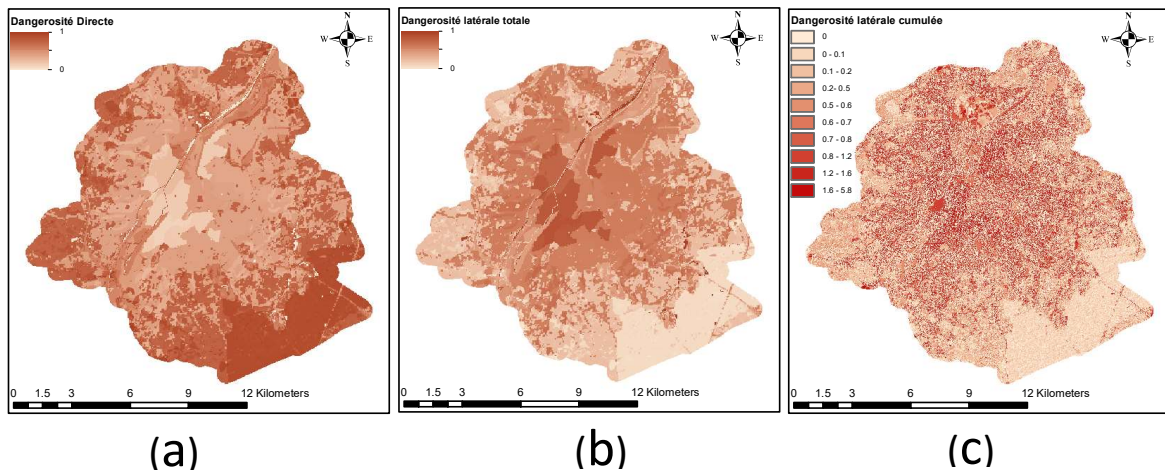 Dangerosité Directe
1
0
N
W E
S
0 1.5 3 6 9 12 Kilometers
(a)
Dangerosité latérale totale
1
0
N
W E
S
0 1.5 3 6 9 12 Kilometers
(b)
Dangerosité latérale cumulée
0
0 - 0.1
0.1 - 0.2
0.2 - 0.5
0.5 - 0.6
0.6 - 0.7
0.7 - 0.8
0.8 - 1.2
1.2 - 1.6
1.6 - 5.8
N
W E
S
0 1.5 3 6 9 12 Kilometers
(c)